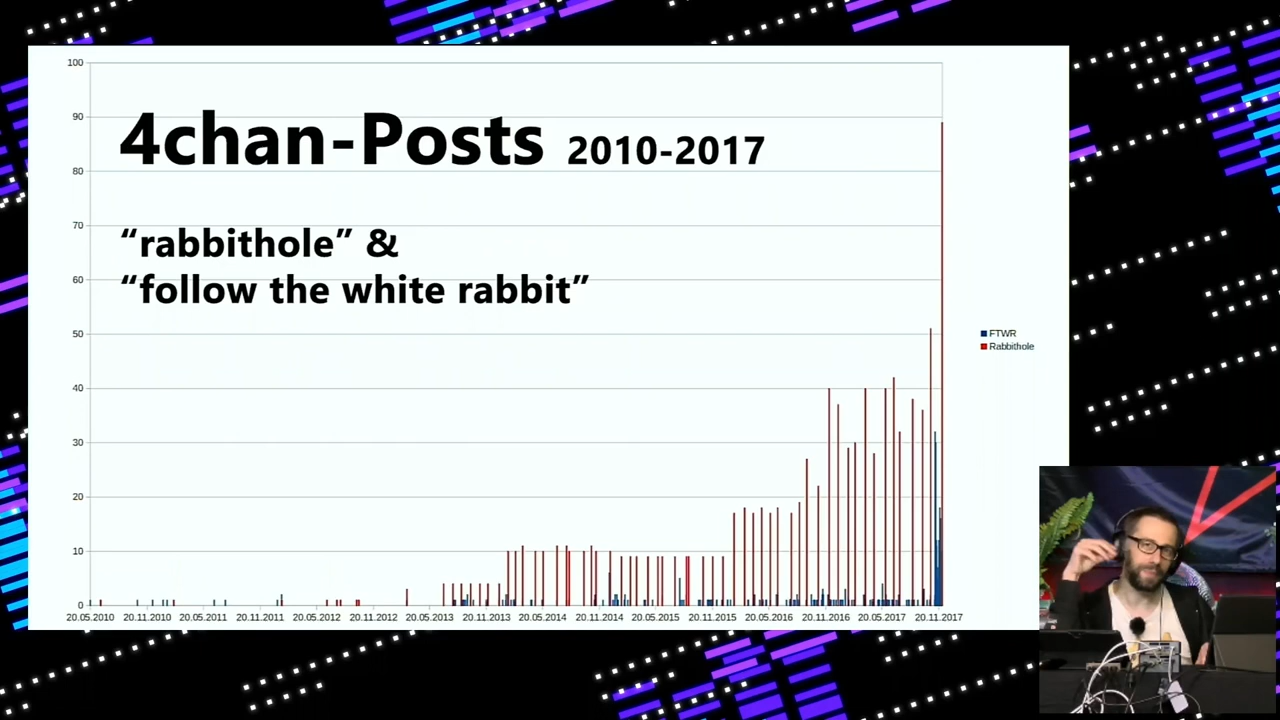 100
90
80
70
60
50
40
30
20
10
0
4chan-Posts 2010-2017
“rabbithole” &
“follow the white rabbit”
FTWR
Rabbithole
20.05.2010 20.11.2010 20.05.2011 20.11.2011 20.05.2012 20.11.2012 20.05.2013 20.11.2013 20.05.2014 20.11.2014 20.05.2015 20.11.2015 20.05.2016 20.11.2016 20.05.2017 20.11.2017